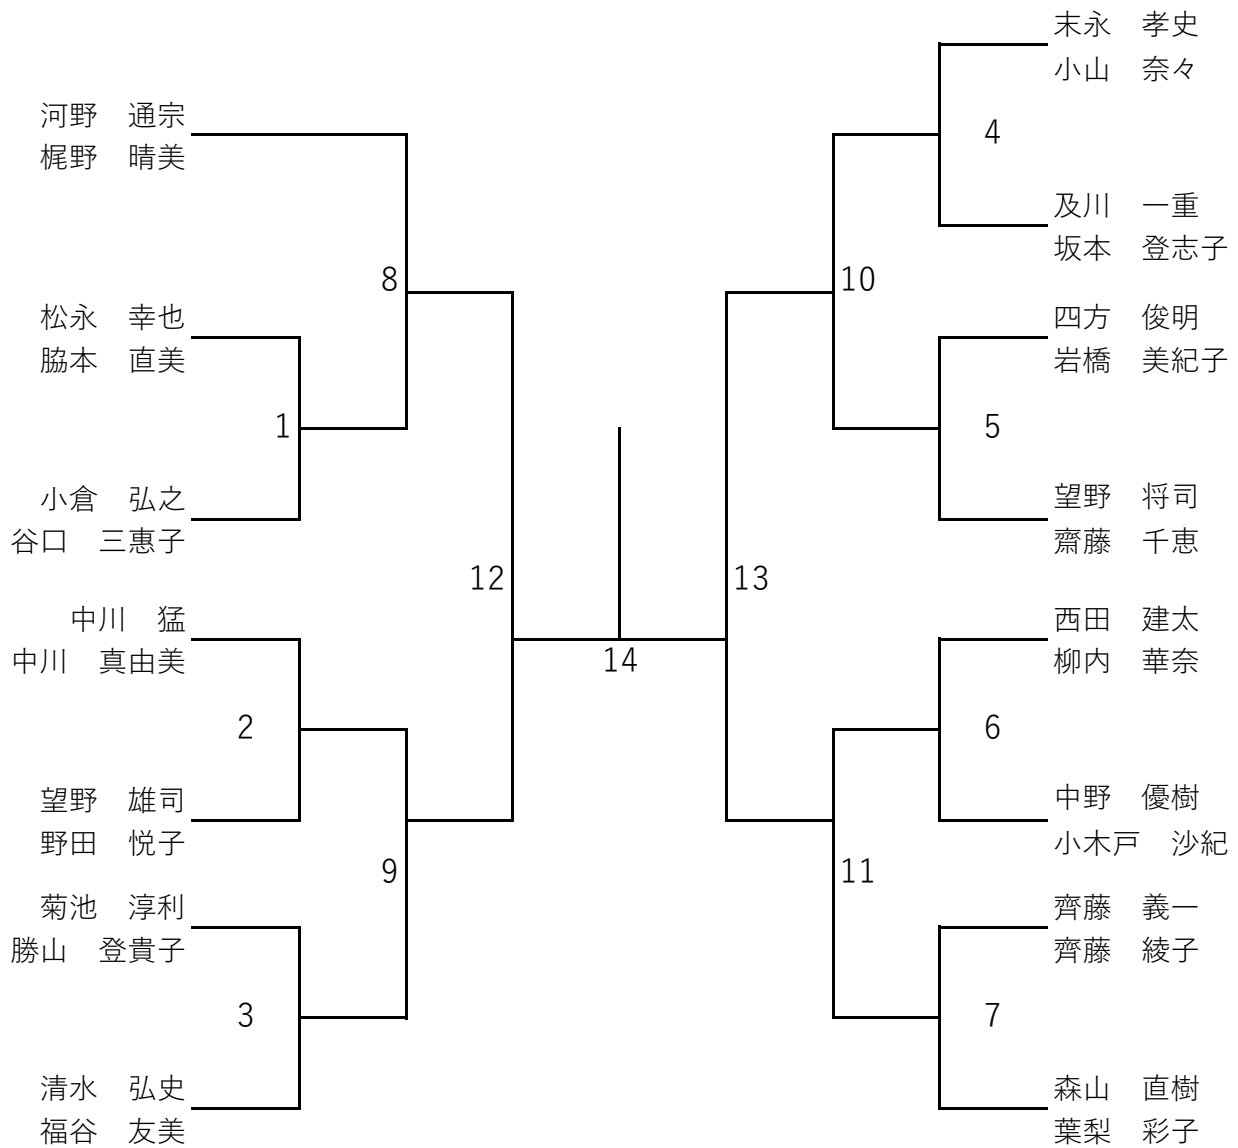 河野　通宗
梶野　晴美
8
松永　幸也
脇本　直美
1
小倉　弘之
谷口　三惠子
12
中川　猛
中川　真由美
2
望野　雄司
野田　悦子
9
菊池　淳利
勝山　登貴子
3
清水　弘史
福谷　友美
14
末永　孝史
小山　奈々
4
及川　一重
坂本　登志子
10
四方　俊明
岩橋　美紀子
5
望野　将司
齋藤　千恵
13
西田　建太
柳内　華奈
6
中野　優樹
小木戸　沙紀
11
齊藤　義一
齊藤　綾子
7
森山　直樹
葉梨　彩子